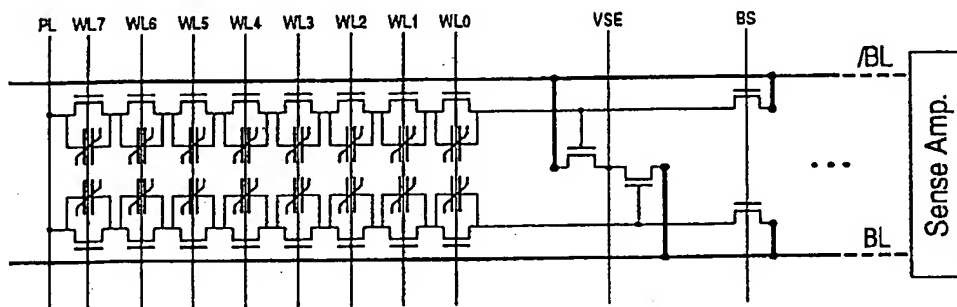 PL WL7 WL6 WL5 WL4 WL3 WL2 WL1 WL0 VSE BS
/BL
Sense Amp.
BL